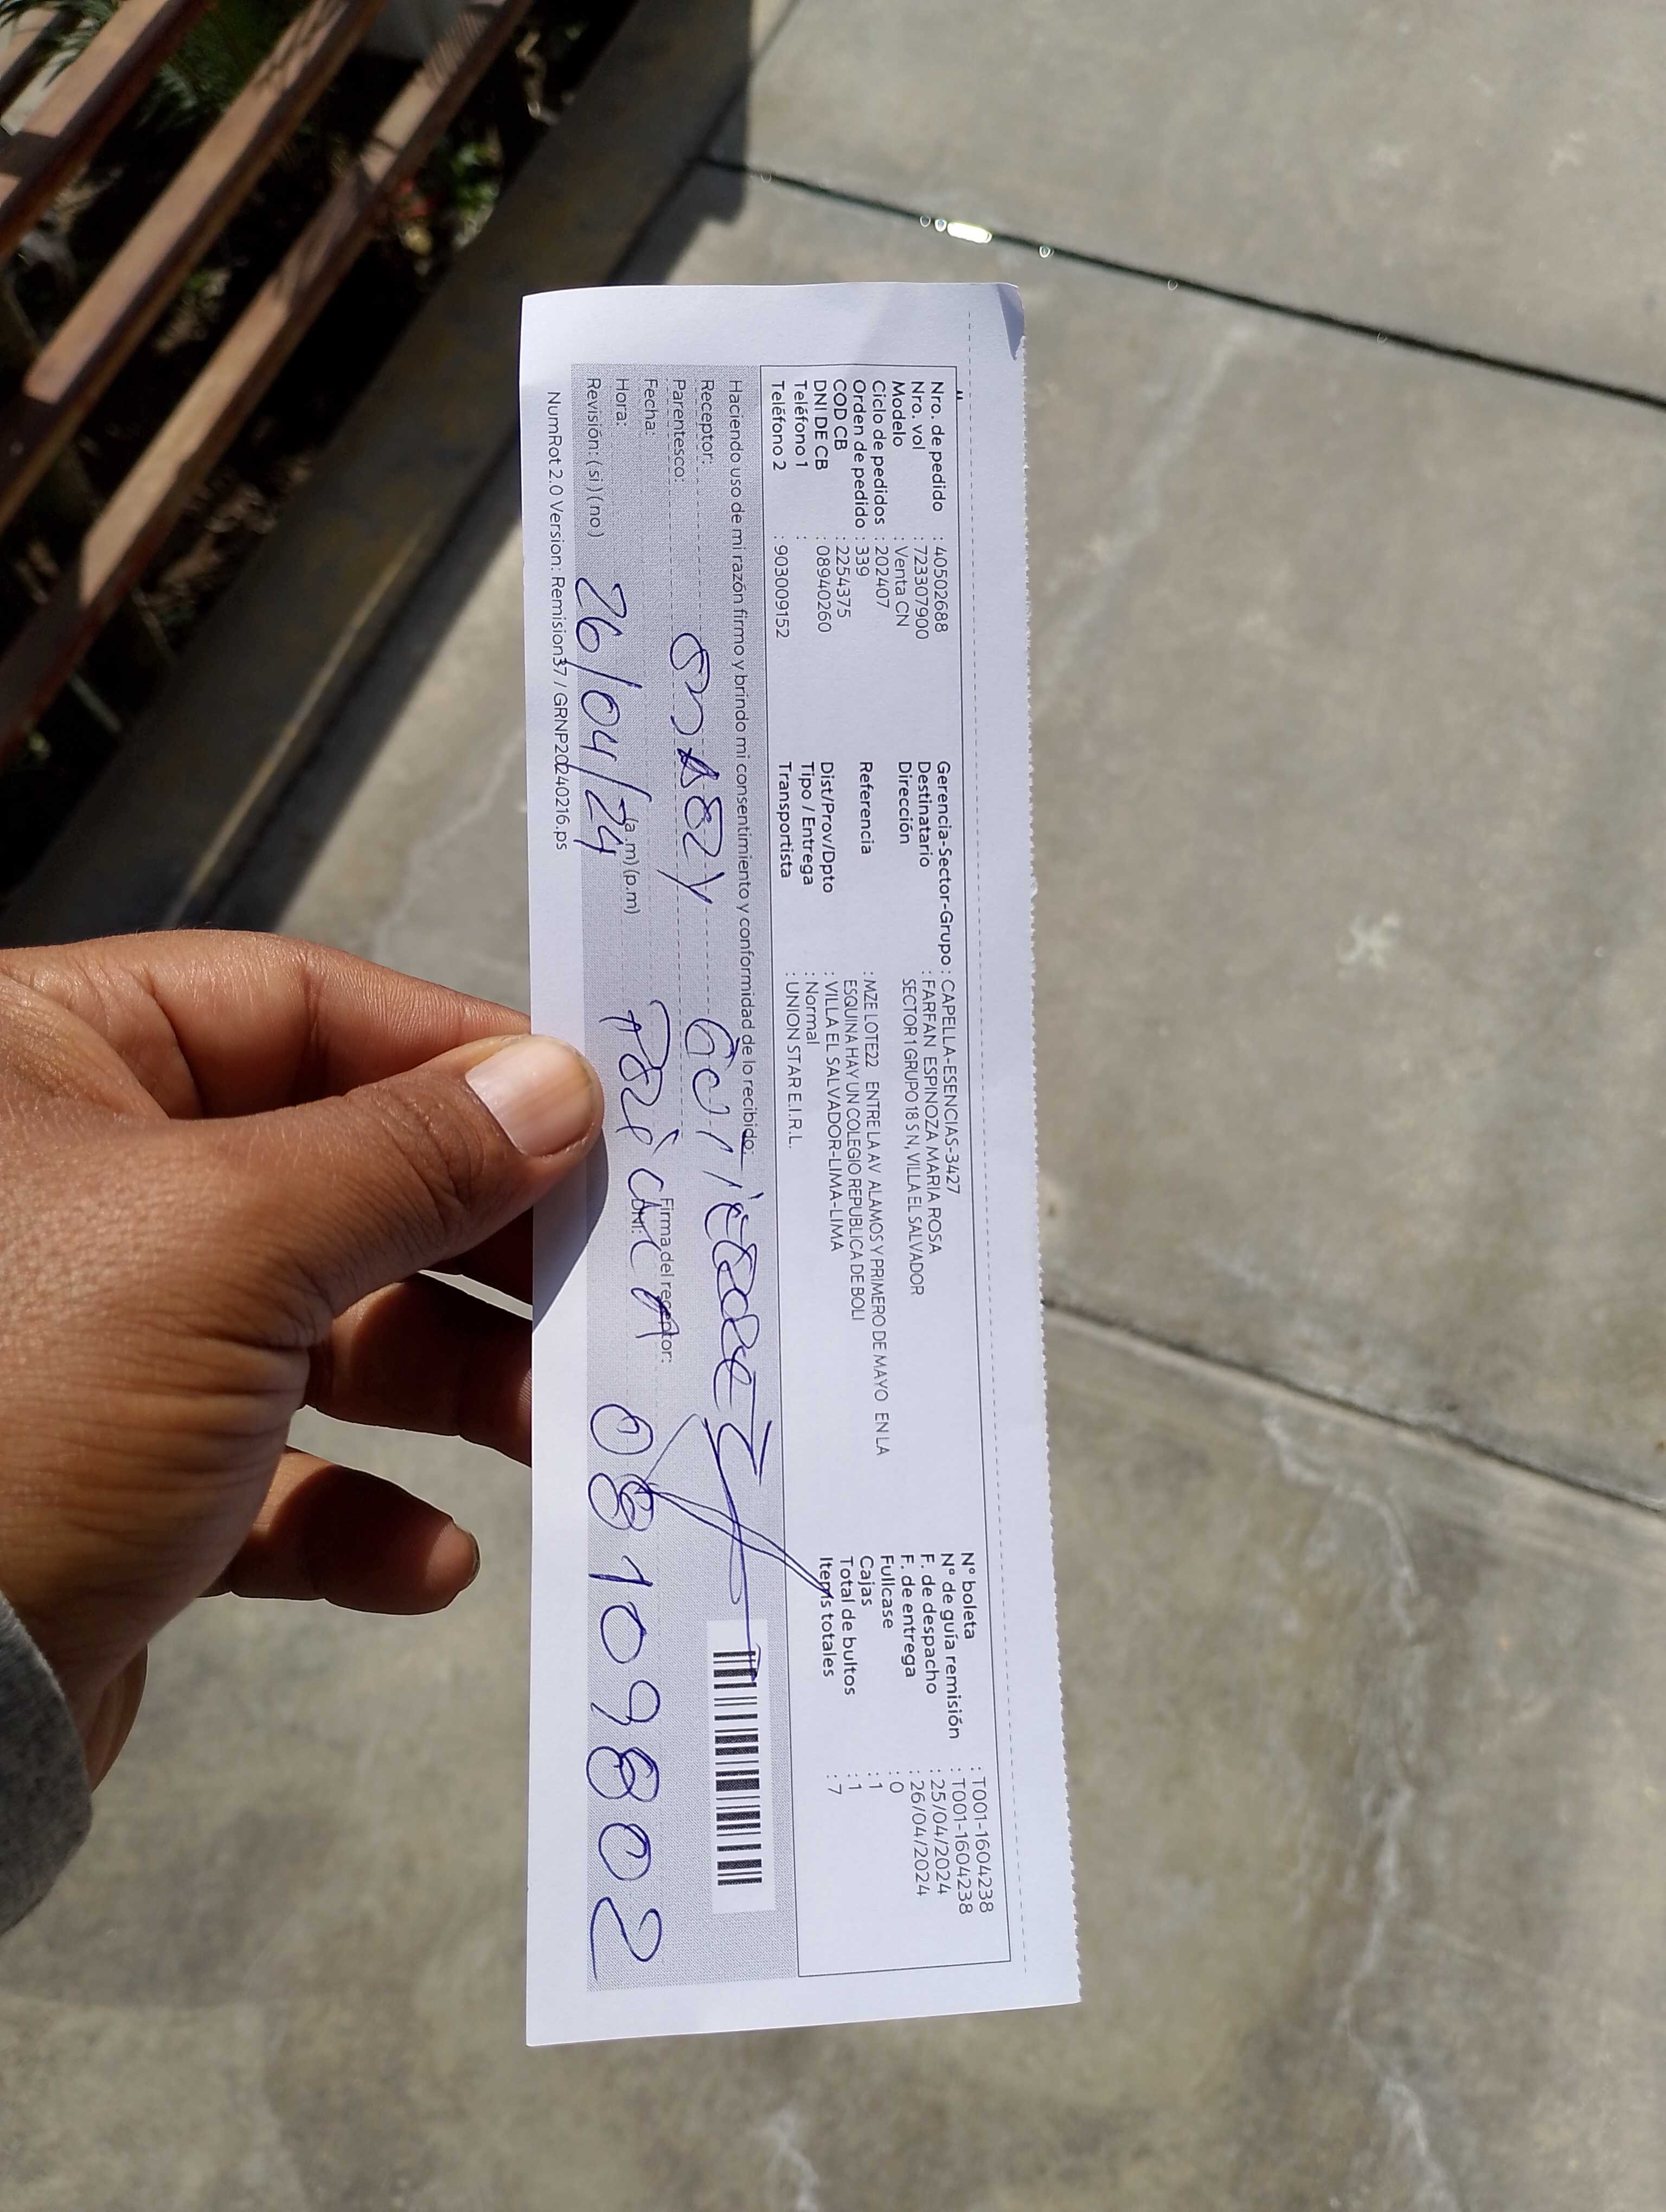 Nro. de pedido : 40502688
Nro. vol : 723307900
Modelo : Venta CN
Ciclo de pedidos : 202407
Orden de pedido : 339
COD CB : 2254375
DNI DE CB : 08940260
Teléfono 1 :
Teléfono 2 : 903009152
Gerencia-Sector-Grupo : CAPELLA-ESENCIAS-3427
Destinatario : FARFAN ESPINOZA MARIA ROSA
Dirección SECTOR 1 GRUPO 18 S N, VILLA EL SALVADOR
Referencia : MZE LOTE22 ENTRE LA AV ALAMOS Y PRIMERO DE MAYO EN LA
ESQUINA HAY UN COLEGIO REPUBLICA DE BOLI
Dist/Prov/Dpto : VILLA EL SALVADOR-LIMA-LIMA
Tipo / Entrega : Normal
Transportista : UNION STAR E.I.R.L.
N° boleta : T001-1604238
N° de guía remisión : T001-1604238
F. de despacho : 25/04/2024
F. de entrega : 26/04/2024
Fullcase : 0
Cajas : 1
Total de bultos : 1
Items totales : 7
Haciendo uso de mi razón firmo y brindo mi consentimiento y conformidad de lo recibido:
Receptor:
Parentesco:
Fecha:
Hora: (a.m) (p.m)
Revisión: ( si ) ( no )
26/04/24
Firma del receptor:
DNI:
08109802
NumRot 2.0 Version: Remision37 / GRNP20240216.ps